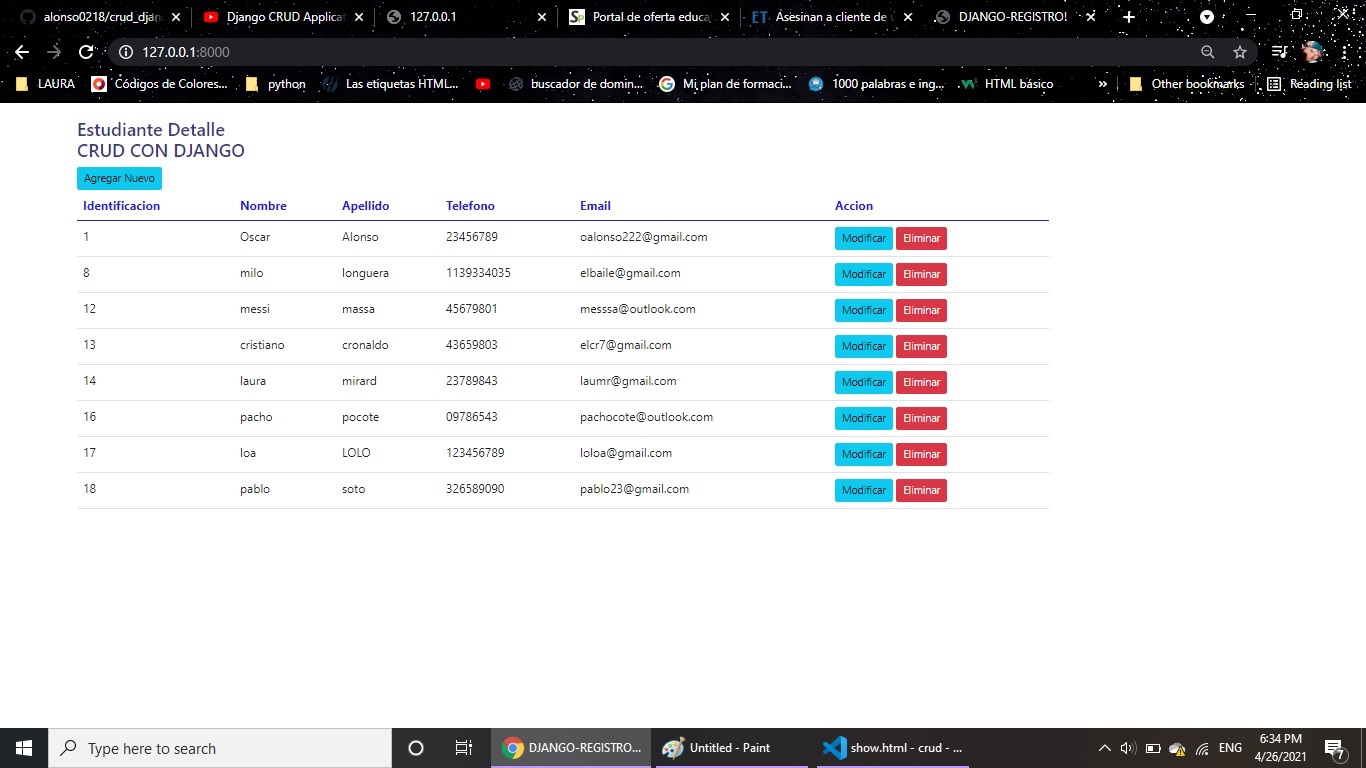 alonso0218/crud_djan
Django CRUD Applicat
127.0.0.1
Portal de oferta educa
ET Asesinan a cliente de u
DJANGO-REGISTRO!
127.0.0.1:8000
LAURA
Códigos de Colores...
python
Las etiquetas HTML...
buscador de domin...
Mi plan de formaci...
1000 palabras e ing...
HTML básico
»
Other bookmarks
Reading list
Estudiante Detalle
CRUD CON DJANGO
Agregar Nuevo
Identificacion Nombre Apellido Telefono Email Accion
1 Oscar Alonso 23456789 oalonso222@gmail.com Modificar Eliminar
8 milo longuera 1139334035 elbaile@gmail.com Modificar Eliminar
12 messi massa 45679801 messsa@outlook.com Modificar Eliminar
13 cristiano cronaldo 43659803 elcr7@gmail.com Modificar Eliminar
14 laura mirard 23789843 laumr@gmail.com Modificar Eliminar
16 pacho pocote 09786543 pachocote@outlook.com Modificar Eliminar
17 loa LOLO 123456789 loloa@gmail.com Modificar Eliminar
18 pablo soto 326589090 pablo23@gmail.com Modificar Eliminar
Type here to search
DJANGO-REGISTRO...
Untitled - Paint
show.html - crud - ...
ENG
6:34 PM
4/26/2021
7